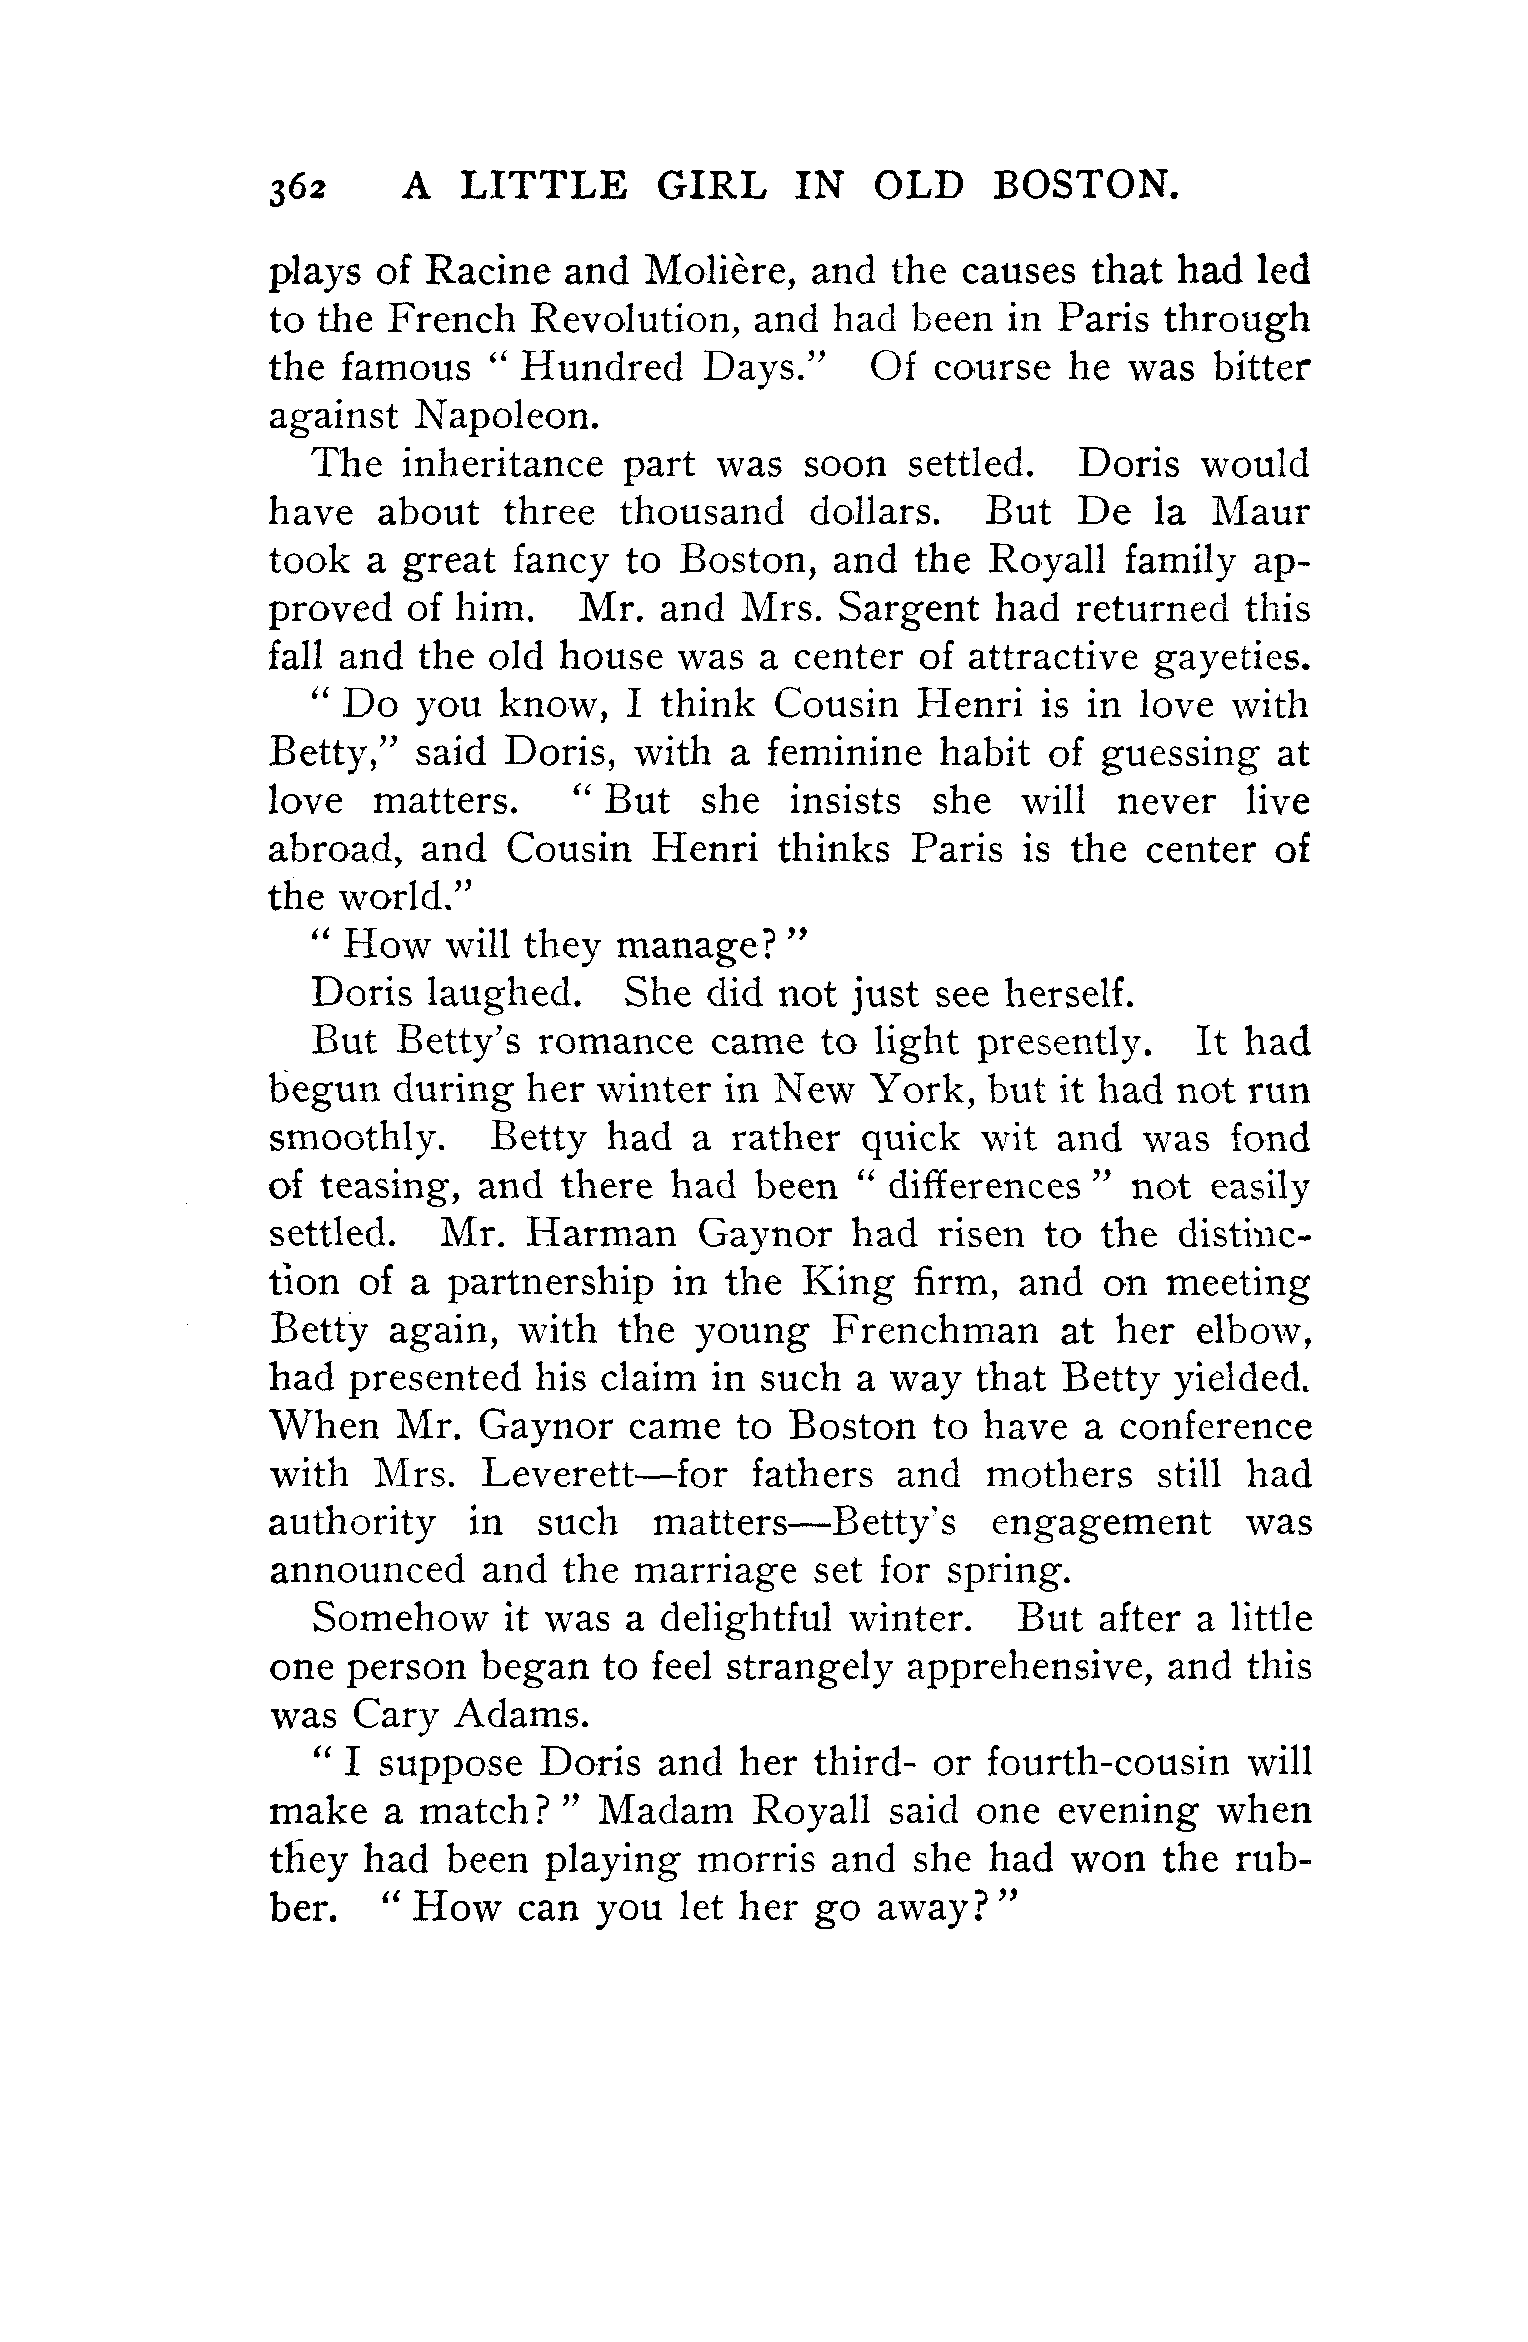 362 A LITTLE GIRL IN OLD BOSTON.
plays of Racine and Molière, and the causes that had led
to the French Revolution, and had been in Paris through
the famous “ Hundred Days.” Of course he was bitter
against Napoleon.
The inheritance part was soon settled. Doris would
have about three thousand dollars. But De la Maur
took a great fancy to Boston, and the Royall family ap-
proved of him. Mr. and Mrs. Sargent had returned this
fall and the old house was a center of attractive gayeties.
“ Do you know, I think Cousin Henri is in love with
Betty,” said Doris, with a feminine habit of guessing at
love matters. “ But she insists she will never live
abroad, and Cousin Henri thinks Paris is the center of
the world.”
“ How will they manage? ”
Doris laughed. She did not just see herself.
But Betty’s romance came to light presently. It had
begun during her winter in New York, but it had not run
smoothly. Betty had a rather quick wit and was fond
of teasing, and there had been “ differences ” not easily
settled. Mr. Harman Gaynor had risen to the distinc-
tion of a partnership in the King firm, and on meeting
Betty again, with the young Frenchman at her elbow,
had presented his claim in such a way that Betty yielded.
When Mr. Gaynor came to Boston to have a conference
with Mrs. Leverett—for fathers and mothers still had
authority in such matters—Betty’s engagement was
announced and the marriage set for spring.
Somehow it was a delightful winter. But after a little
one person began to feel strangely apprehensive, and this
was Cary Adams.
“ I suppose Doris and her third- or fourth-cousin will
make a match? ” Madam Royall said one evening when
they had been playing morris and she had won the rub-
ber. “ How can you let her go away? ”